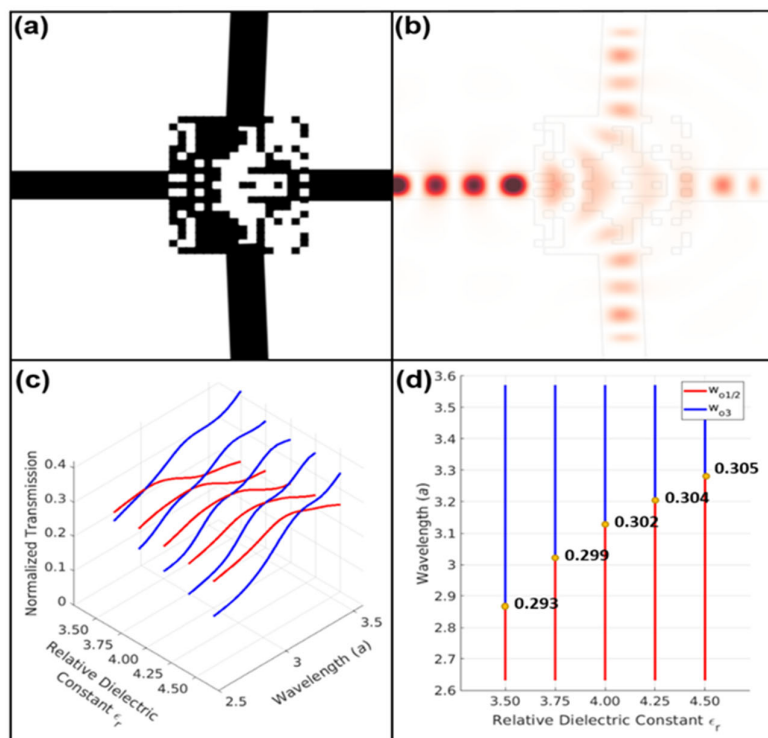 (a)
(b)
(c)
Normalized Transmission
0.4
0.3
0.2
0.1
0
3.50
3.75
4.00
4.25
4.50
Relative Dielectric
Constant ϵr
2.5
3
3.5
Wavelength (a)
(d)
Wavelength (a)
3.6
3.5
3.4
3.3
3.2
3.1
3
2.9
2.8
2.7
2.6
wo1/2
wo3
0.293
0.299
0.302
0.304
0.305
3.50 3.75 4.00 4.25 4.50
Relative Dielectric Constant ϵr